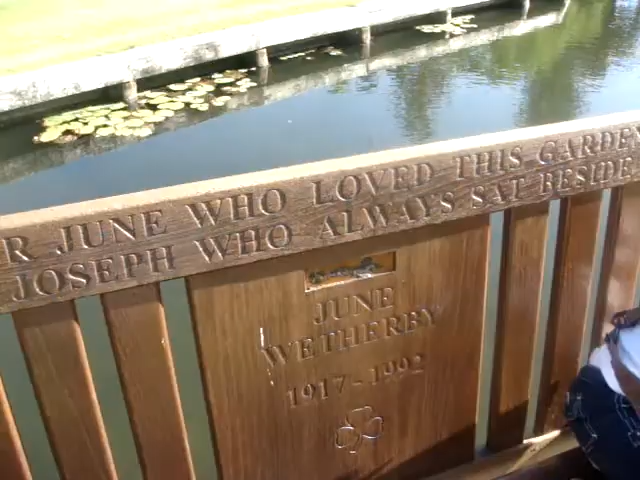 R JUNE WHO LOVED THIS GARDEN
JOSEPH WHO ALWAYS SAT BESIDE
JUNE
WETHERBY
1917-1992